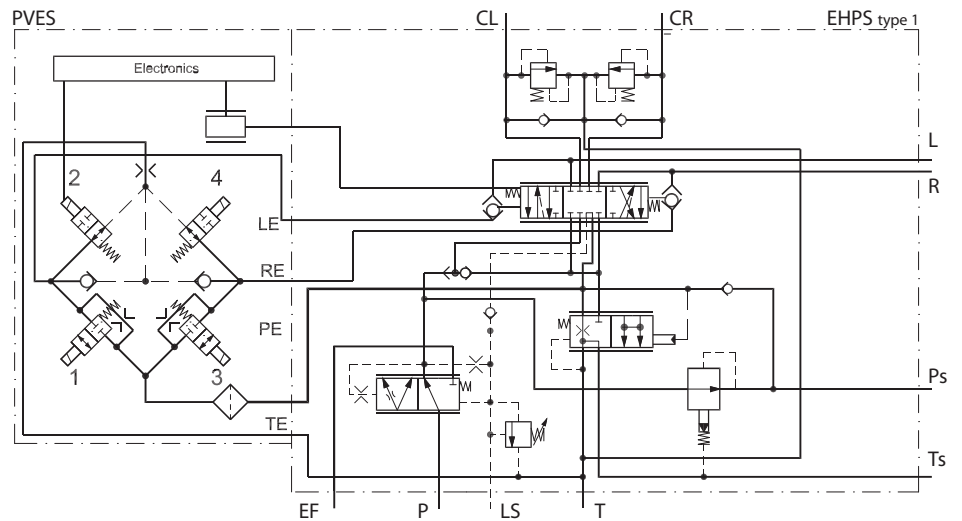 PVES
CL
CR
EHPS type 1
Electronics
L
2
4
R
LE
RE
PE
1
3
Ps
TE
Ts
EF
P
LS
T